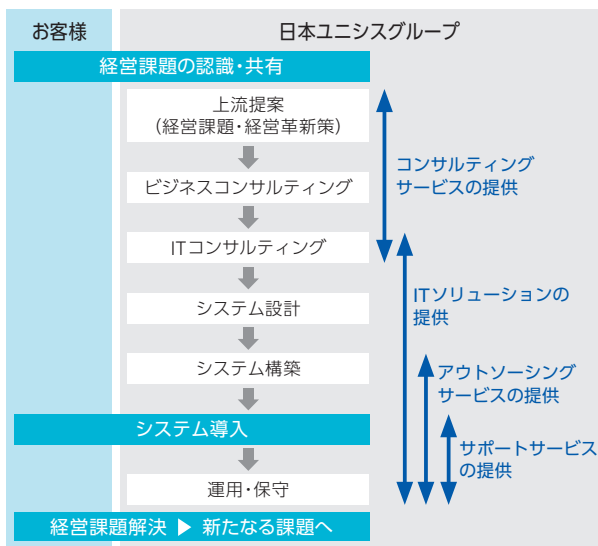 お客様
日本ユニシスグループ
経営課題の認識・共有
上流提案
（経営課題・経営革新策）
ビジネスコンサルティング
ITコンサルティング
システム設計
システム構築
システム導入
運用・保守
経営課題解決 ▶ 新たなる課題へ
コンサルティング
サービスの提供
ITソリューションの
提供
アウトソーシング
サービスの提供
サポートサービス
の提供